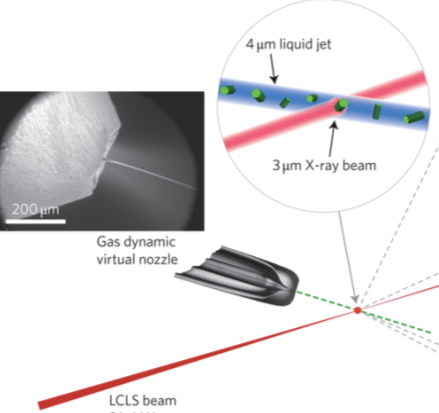 4 μm liquid jet
3 μm X-ray beam
200 μm
Gas dynamic
virtual nozzle
LCLS beam